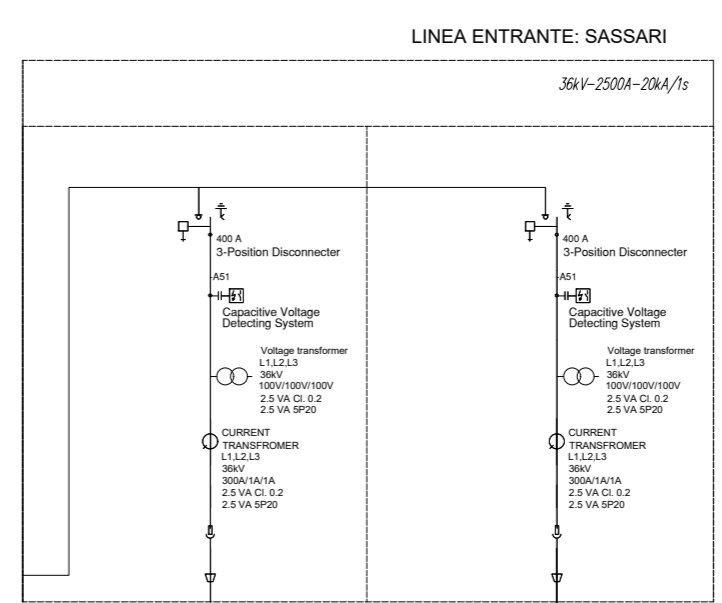 LINEA ENTRANTE: SASSARI
36kV-2500A-20kA/1s
400 A
3-Position Disconnecter
A51
Capacitive Voltage
Detecting System
Voltage transformer
L1,L2,L3
36kV
100V/100V/100V
2.5 VA Cl. 0.2
2.5 VA 5P20
CURRENT
TRANSFROMER
L1,L2,L3
36kV
300A/1A/1A
2.5 VA Cl. 0.2
2.5 VA 5P20
400 A
3-Position Disconnecter
A51
Capacitive Voltage
Detecting System
Voltage transformer
L1,L2,L3
36kV
100V/100V/100V
2.5 VA Cl. 0.2
2.5 VA 5P20
CURRENT
TRANSFROMER
L1,L2,L3
36kV
300A/1A/1A
2.5 VA Cl. 0.2
2.5 VA 5P20